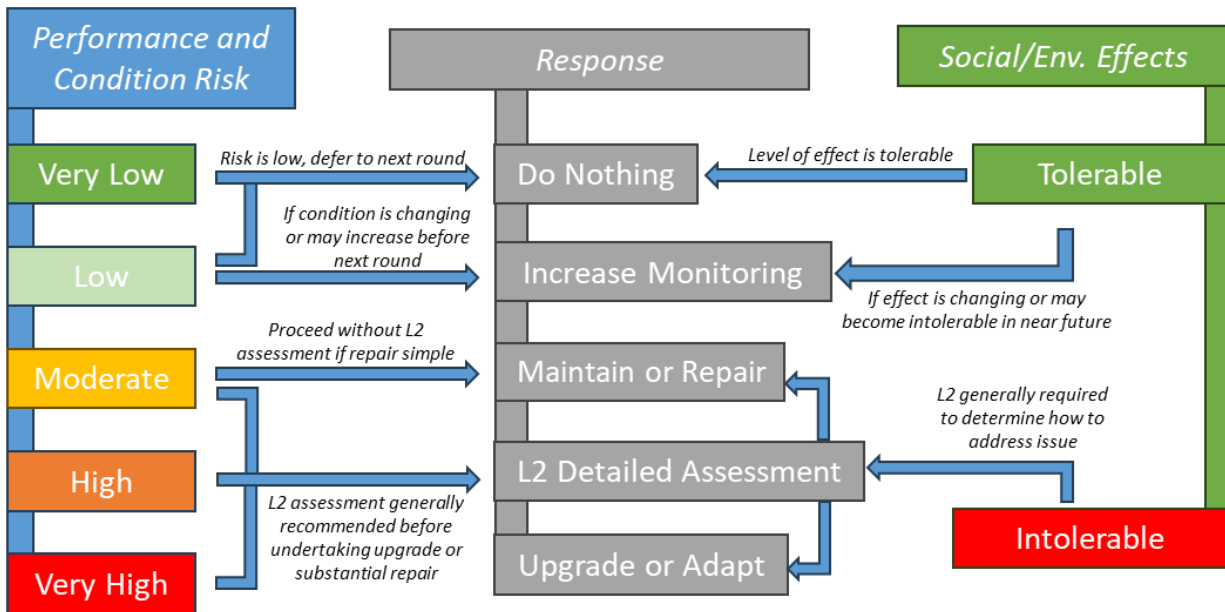 Performance and
Condition Risk
Response
Social/Env. Effects
Very Low
Risk is low, defer to next round
Do Nothing
Level of effect is tolerable
Tolerable
Low
If condition is changing
or may increase before
next round
Increase Monitoring
If effect is changing or may
become intolerable in near future
Moderate
Proceed without L2
assessment if repair simple
Maintain or Repair
L2 generally required
to determine how to
address issue
High
L2 assessment generally
recommended before
undertaking upgrade or
substantial repair
L2 Detailed Assessment
Intolerable
Very High
Upgrade or Adapt